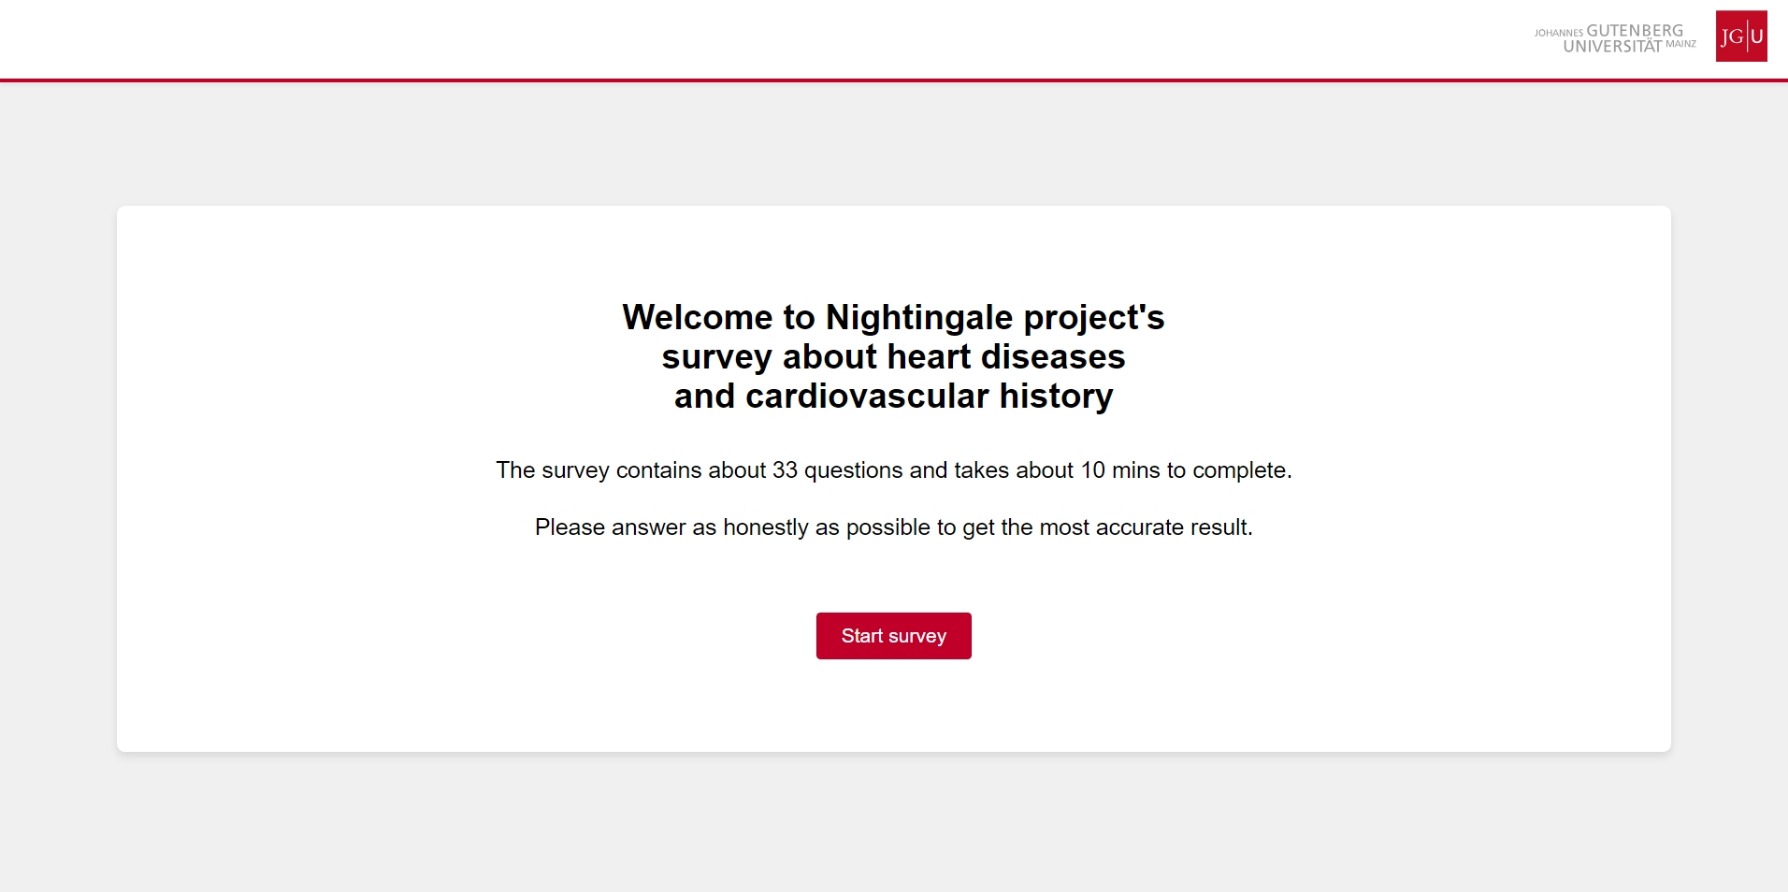 JOHANNES GUTENBERG
UNIVERSITÄT MAINZ
JG|U
Welcome to Nightingale project's
survey about heart diseases
and cardiovascular history
The survey contains about 33 questions and takes about 10 mins to complete.
Please answer as honestly as possible to get the most accurate result.
Start survey